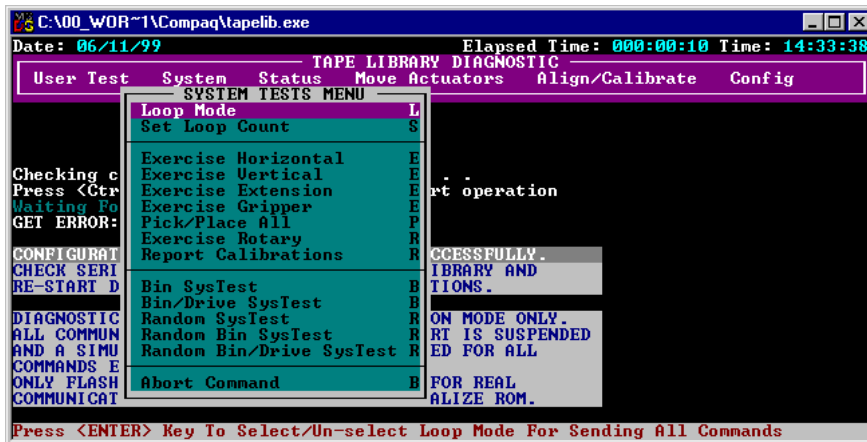 C:\00_WOR~1\Compaq\tapelib.exe
Date: 06/11/99 Elapsed Time: 000:00:10 Time: 14:33:38
TAPE LIBRARY DIAGNOSTIC
User Test System Status Move Actuators Align/Calibrate Config
SYSTEM TESTS MENU
Loop Mode L
Set Loop Count S
Exercise Horizontal E
Exercise Vertical E
Exercise Extension E
Exercise Gripper E
Pick/Place All P
Exercise Rotary R
Report Calibrations R
Bin SysTest B
Bin/Drive SysTest B
Random SysTest R
Random Bin SysTest R
Random Bin/Drive SysTest R
Abort Command B
Checking c . .
Press <Ctr rt operation
Waiting Fo
GET ERROR:
CONFIGURAT CCESSFULLY.
CHECK SERI IBRARY AND
RE-START D TIONS.
DIAGNOSTIC ON MODE ONLY.
ALL COMMUN RT IS SUSPENDED
AND A SIMU ED FOR ALL
COMMANDS E
ONLY FLASH FOR REAL
COMMUNICAT ALIZE ROM.
Press <ENTER> Key To Select/Un-select Loop Mode For Sending All Commands